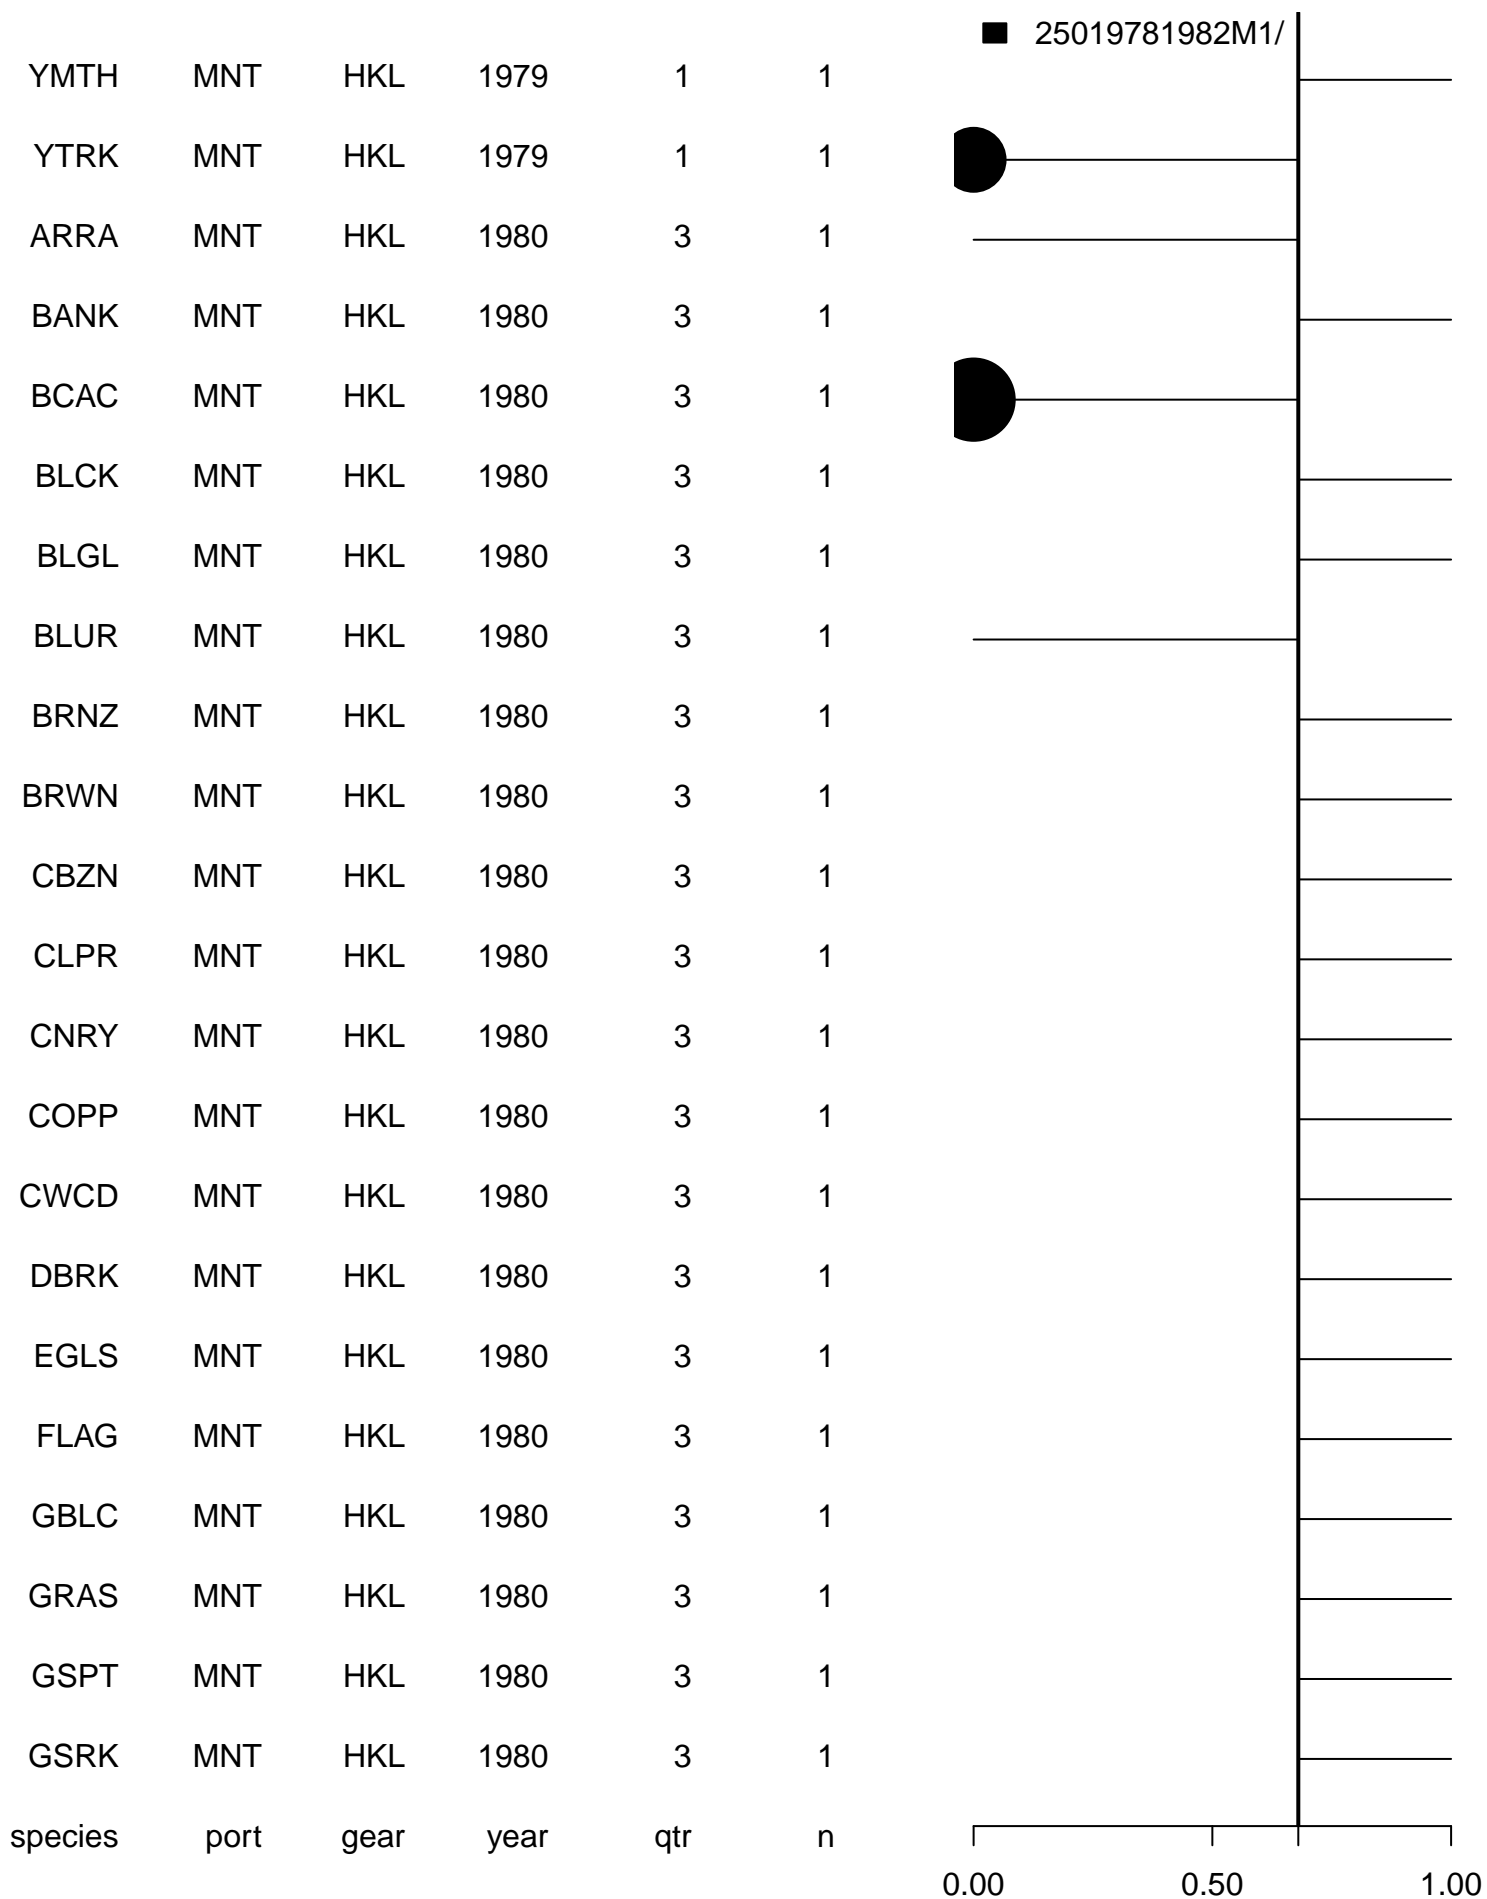 25019781982M1/
YMTH MNT HKL 1979 1 1
YTRK MNT HKL 1979 1 1
ARRA MNT HKL 1980 3 1
BANK MNT HKL 1980 3 1
BCAC MNT HKL 1980 3 1
BLCK MNT HKL 1980 3 1
BLGL MNT HKL 1980 3 1
BLUR MNT HKL 1980 3 1
BRNZ MNT HKL 1980 3 1
BRWN MNT HKL 1980 3 1
CBZN MNT HKL 1980 3 1
CLPR MNT HKL 1980 3 1
CNRY MNT HKL 1980 3 1
COPP MNT HKL 1980 3 1
CWCD MNT HKL 1980 3 1
DBRK MNT HKL 1980 3 1
EGLS MNT HKL 1980 3 1
FLAG MNT HKL 1980 3 1
GBLC MNT HKL 1980 3 1
GRAS MNT HKL 1980 3 1
GSPT MNT HKL 1980 3 1
GSRK MNT HKL 1980 3 1
species port gear year qtr n
0.00 0.50 1.00